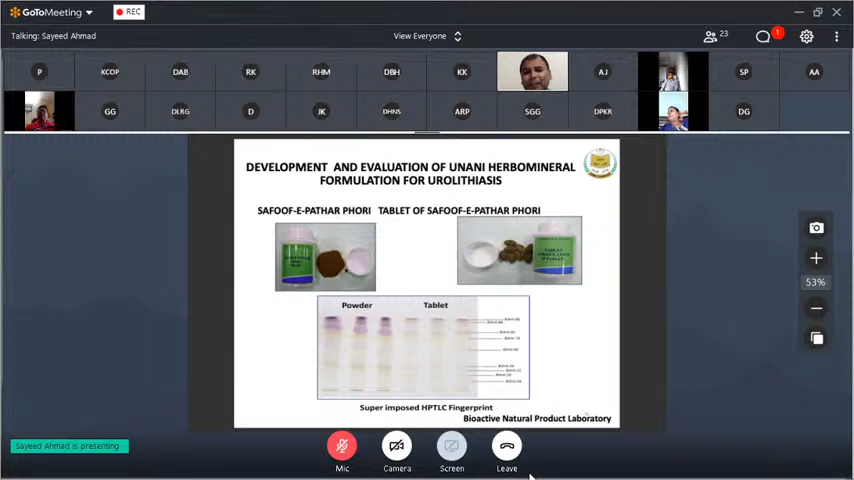 GoToMeeting
REC
Talking: Sayeed Ahmad
View Everyone
23
1
P
KCOP
DAB
RK
RHM
DBH
KK
AJ
SP
AA
GG
DLRG
D
JK
DHNS
ARP
SGG
DPKR
DG
DEVELOPMENT AND EVALUATION OF UNANI HERBOMINERAL
FORMULATION FOR UROLITHIASIS
SAFOOF-E-PATHAR PHORI TABLET OF SAFOOF-E-PATHAR PHORI
Powder Tablet
Super imposed HPTLC Fingerprint
Bioactive Natural Product Laboratory
53%
Sayeed Ahmad is presenting
Mic
Camera
Screen
Leave